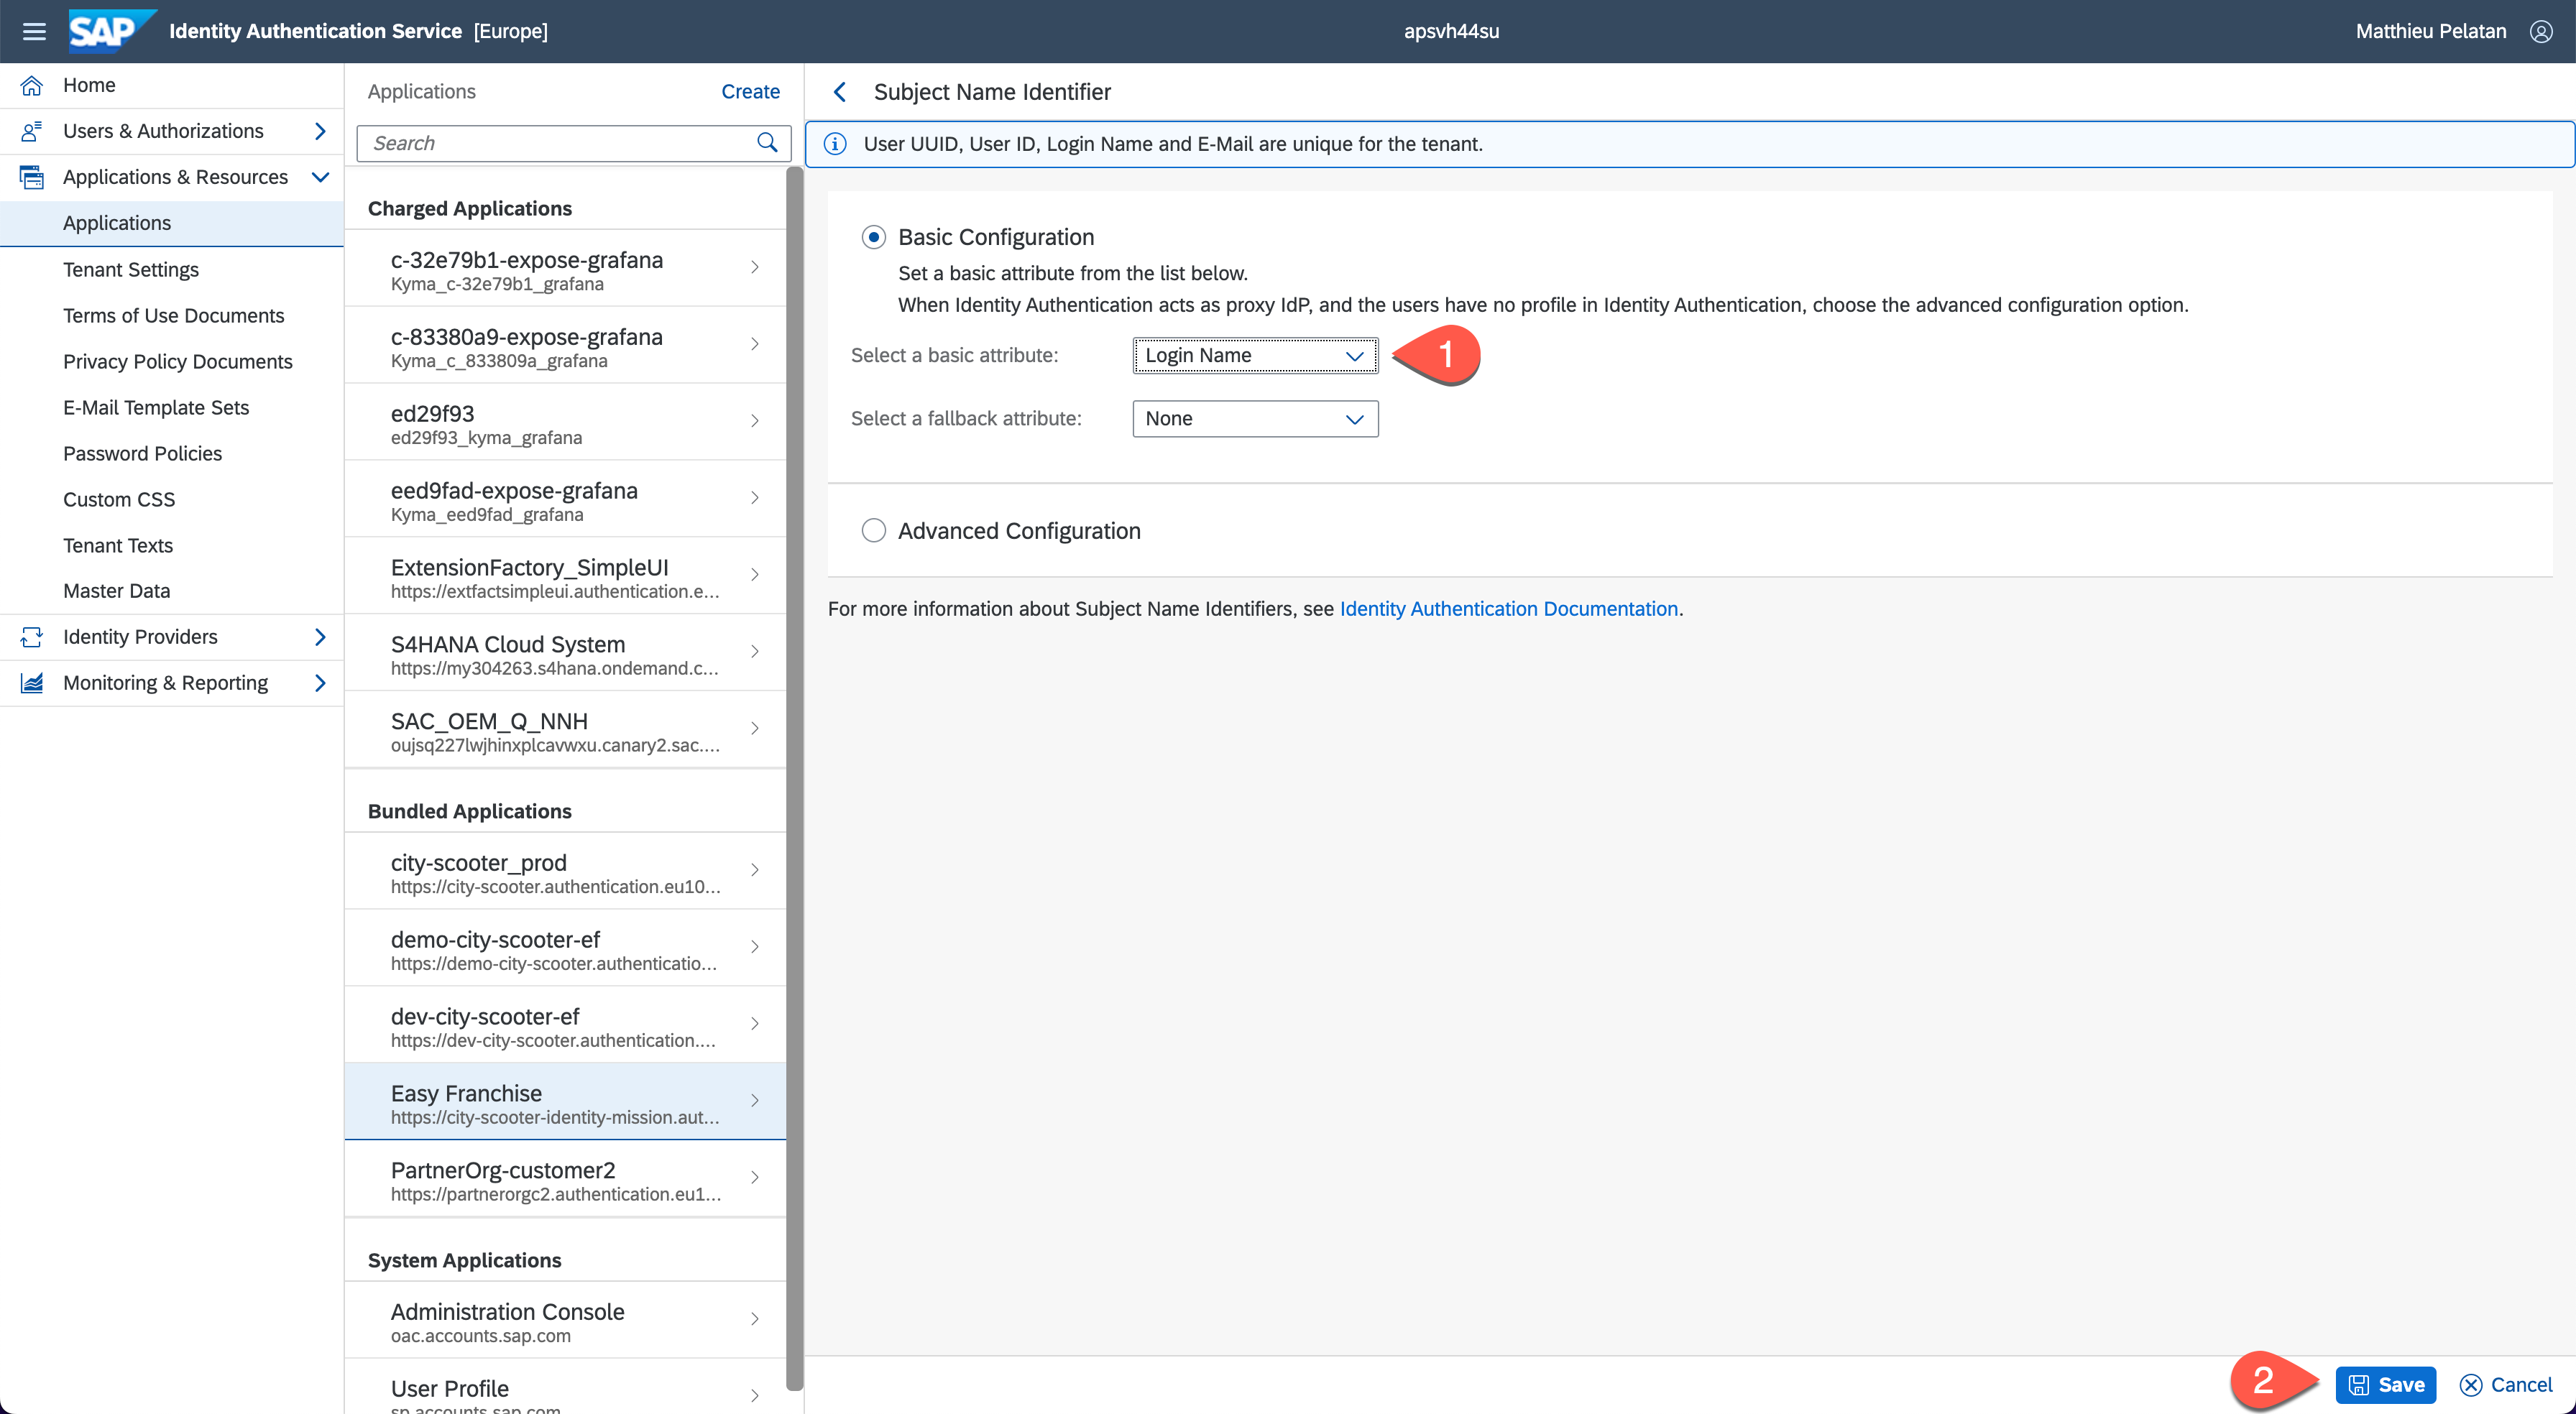 SAP Identity Authentication Service [Europe]
apsvh44su
Matthieu Pelatan
Home
Users & Authorizations
Applications & Resources
Applications
Tenant Settings
Terms of Use Documents
Privacy Policy Documents
E-Mail Template Sets
Password Policies
Custom CSS
Tenant Texts
Master Data
Identity Providers
Monitoring & Reporting
Applications
Create
Search
Charged Applications
c-32e79b1-expose-grafana
Kyma_c-32e79b1_grafana
c-83380a9-expose-grafana
Kyma_c_833809a_grafana
ed29f93
ed29f93_kyma_grafana
eed9fad-expose-grafana
Kyma_eed9fad_grafana
ExtensionFactory_SimpleUI
https://extfactsimpleui.authentication.e...
S4HANA Cloud System
https://my304263.s4hana.ondemand.c...
SAC_OEM_Q_NNH
oujsq227lwjhinxplcavwxu.canary2.sac....
Bundled Applications
city-scooter_prod
https://city-scooter.authentication.eu10...
demo-city-scooter-ef
https://demo-city-scooter.authenticatio...
dev-city-scooter-ef
https://dev-city-scooter.authentication....
Easy Franchise
https://city-scooter-identity-mission.aut...
PartnerOrg-customer2
https://partnerorgc2.authentication.eu1...
System Applications
Administration Console
oac.accounts.sap.com
User Profile
sp.accounts.sap.com
Subject Name Identifier
User UUID, User ID, Login Name and E-Mail are unique for the tenant.
Basic Configuration
Set a basic attribute from the list below.
When Identity Authentication acts as proxy IdP, and the users have no profile in Identity Authentication, choose the advanced configuration option.
Select a basic attribute:
Login Name
1
Select a fallback attribute:
None
Advanced Configuration
For more information about Subject Name Identifiers, see Identity Authentication Documentation.
2
Save
Cancel